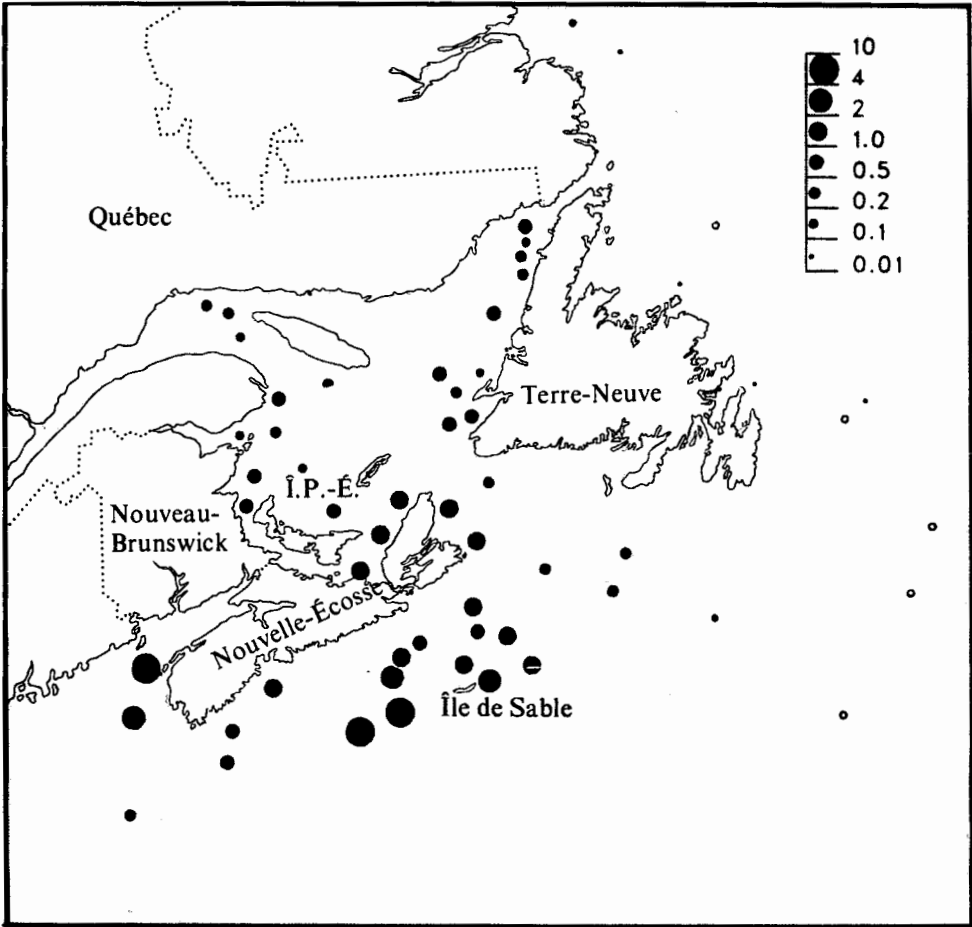 10
4
2
1.0
0.5
0.2
0.1
0.01
Québec
Terre-Neuve
Î.P.-É.
Nouveau-
Brunswick
Nouvelle-Écosse
Île de Sable